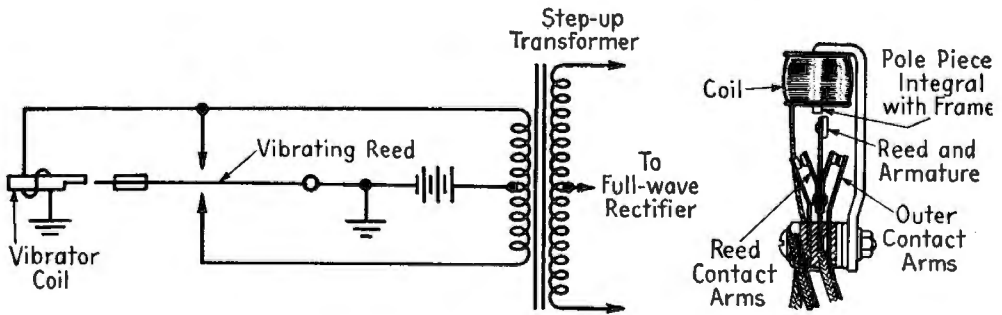 Step-up
Transformer
Vibrating Reed
Vibrator
Coil
To
Full-wave
Rectifier
Coil
Pole Piece
Integral
with Frame
Reed and
Armature
Outer
Contact
Arms
Reed
Contact
Arms